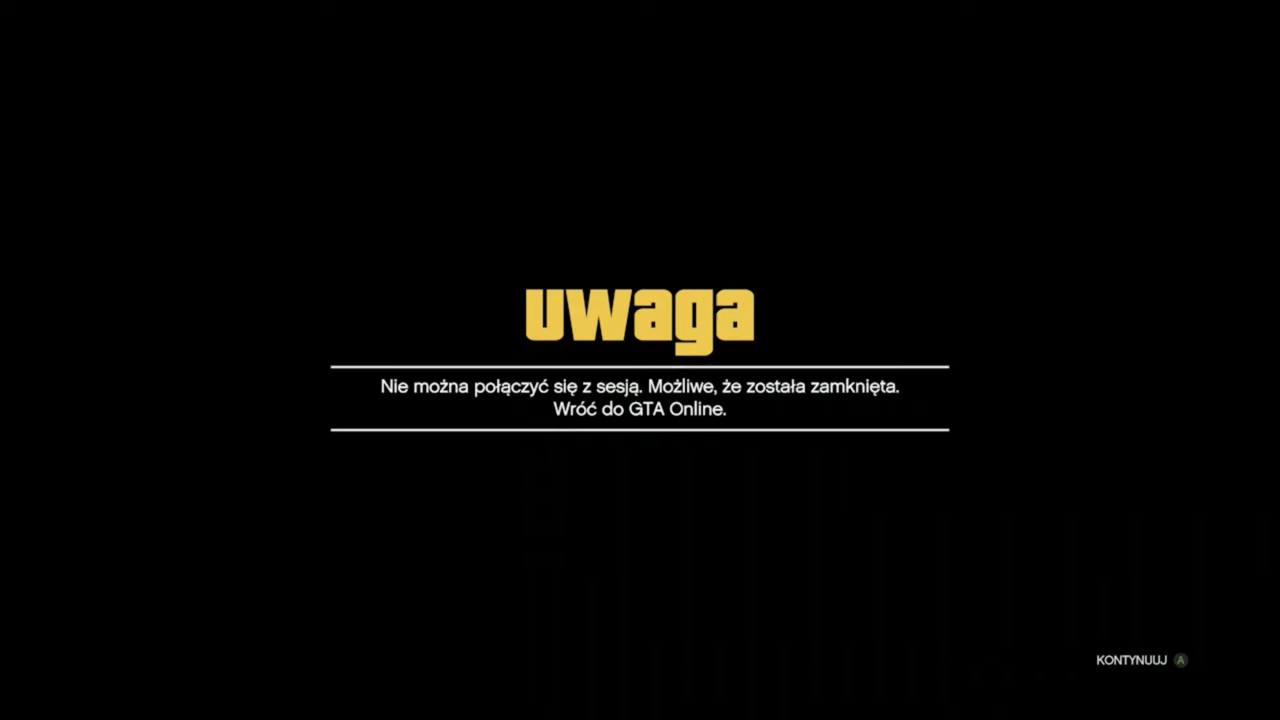 uwaga
Nie można połączyć się z sesją. Możliwe, że została zamknięta.
Wróć do GTA Online.
KONTYNUUJ A